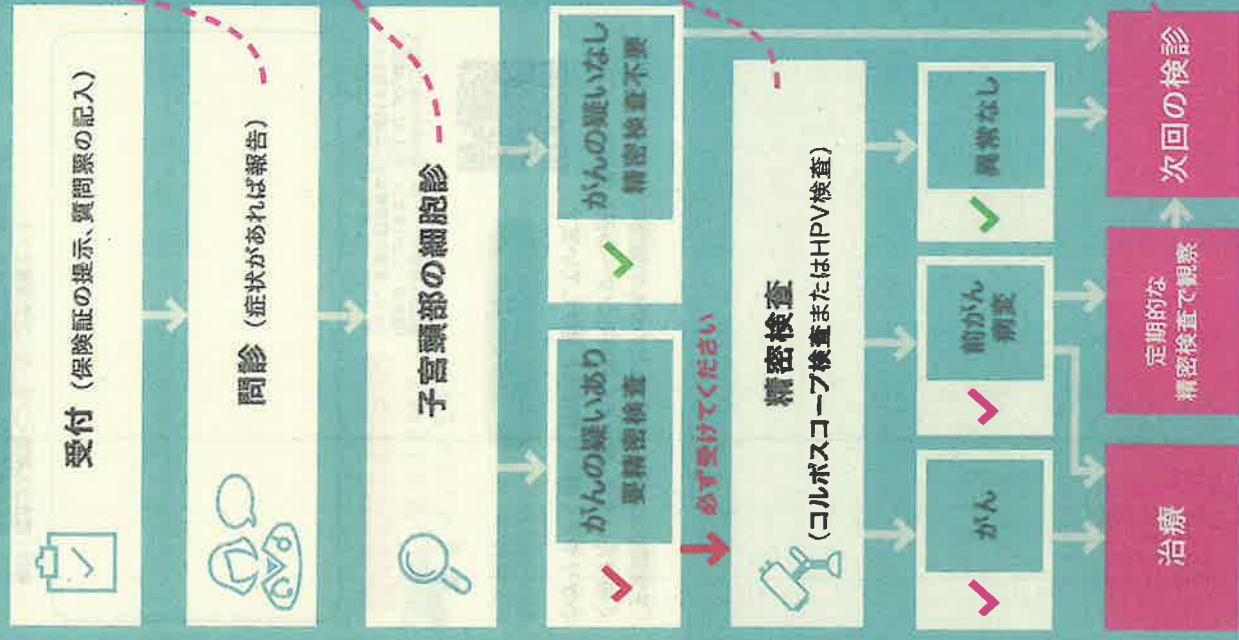 受付（保険証の提示、質問票の記入）
問診（症状があれば報告）
子宮頸部の細胞診
がんの疑いあり
要精密検査
がんの疑いなし
精密検査不要
必ず受けてください
精密検査
（コルポスコープ検査またはHPV検査）
がん
前がん
病変
異常なし
治療
定期的な
精密検査で観察
次回の検診